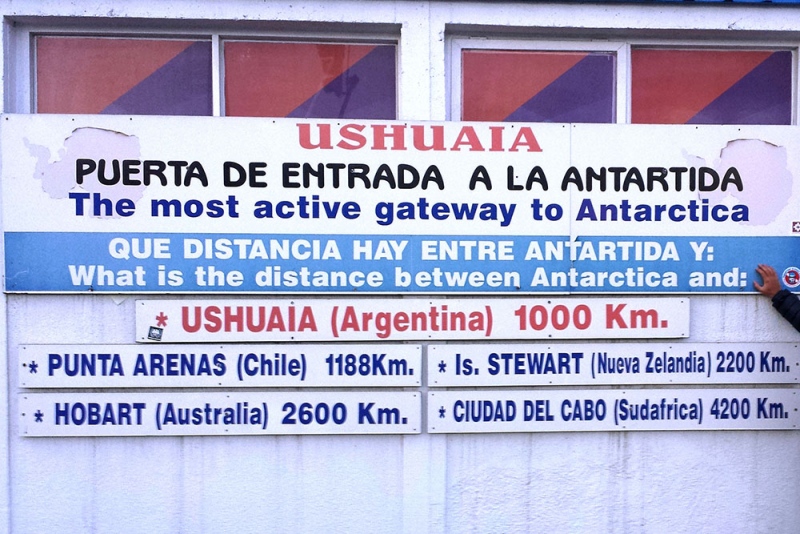 USHUAIA
PUERTA DE ENTRADA A LA ANTARTIDA
The most active gateway to Antarctica
QUE DISTANCIA HAY ENTRE ANTARTIDA Y:
What is the distance between Antarctica and:
* USHUAIA (Argentina) 1000 Km.
* PUNTA ARENAS (Chile) 1188Km.
* Is. STEWART (Nueva Zelandia) 2200 Km.
* HOBART (Australia) 2600 Km.
* CIUDAD DEL CABO (Sudafrica) 4200 Km.